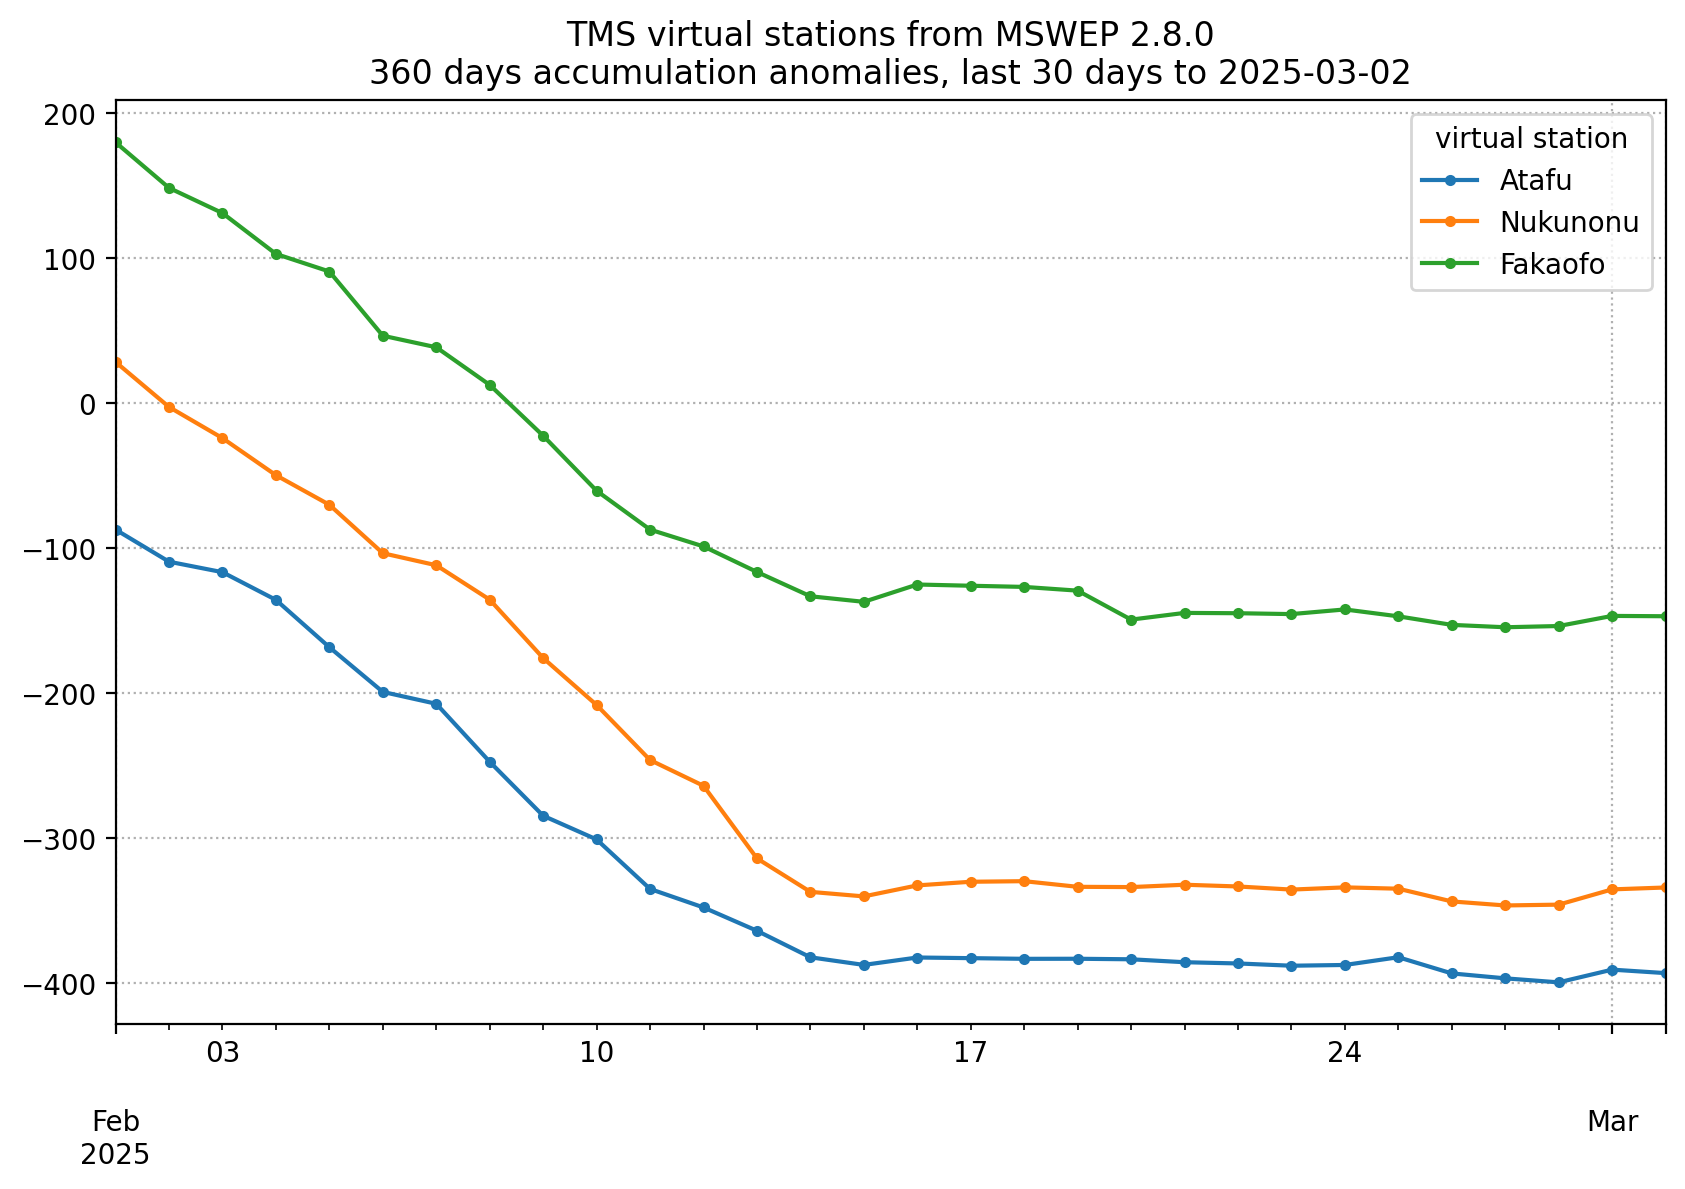 TMS virtual stations from MSWEP 2.8.0
360 days accumulation anomalies, last 30 days to 2025-03-02
virtual station
Atafu
Nukunonu
Fakaofo
200
100
0
−100
−200
−300
−400
03
10
17
24
Feb
2025
Mar